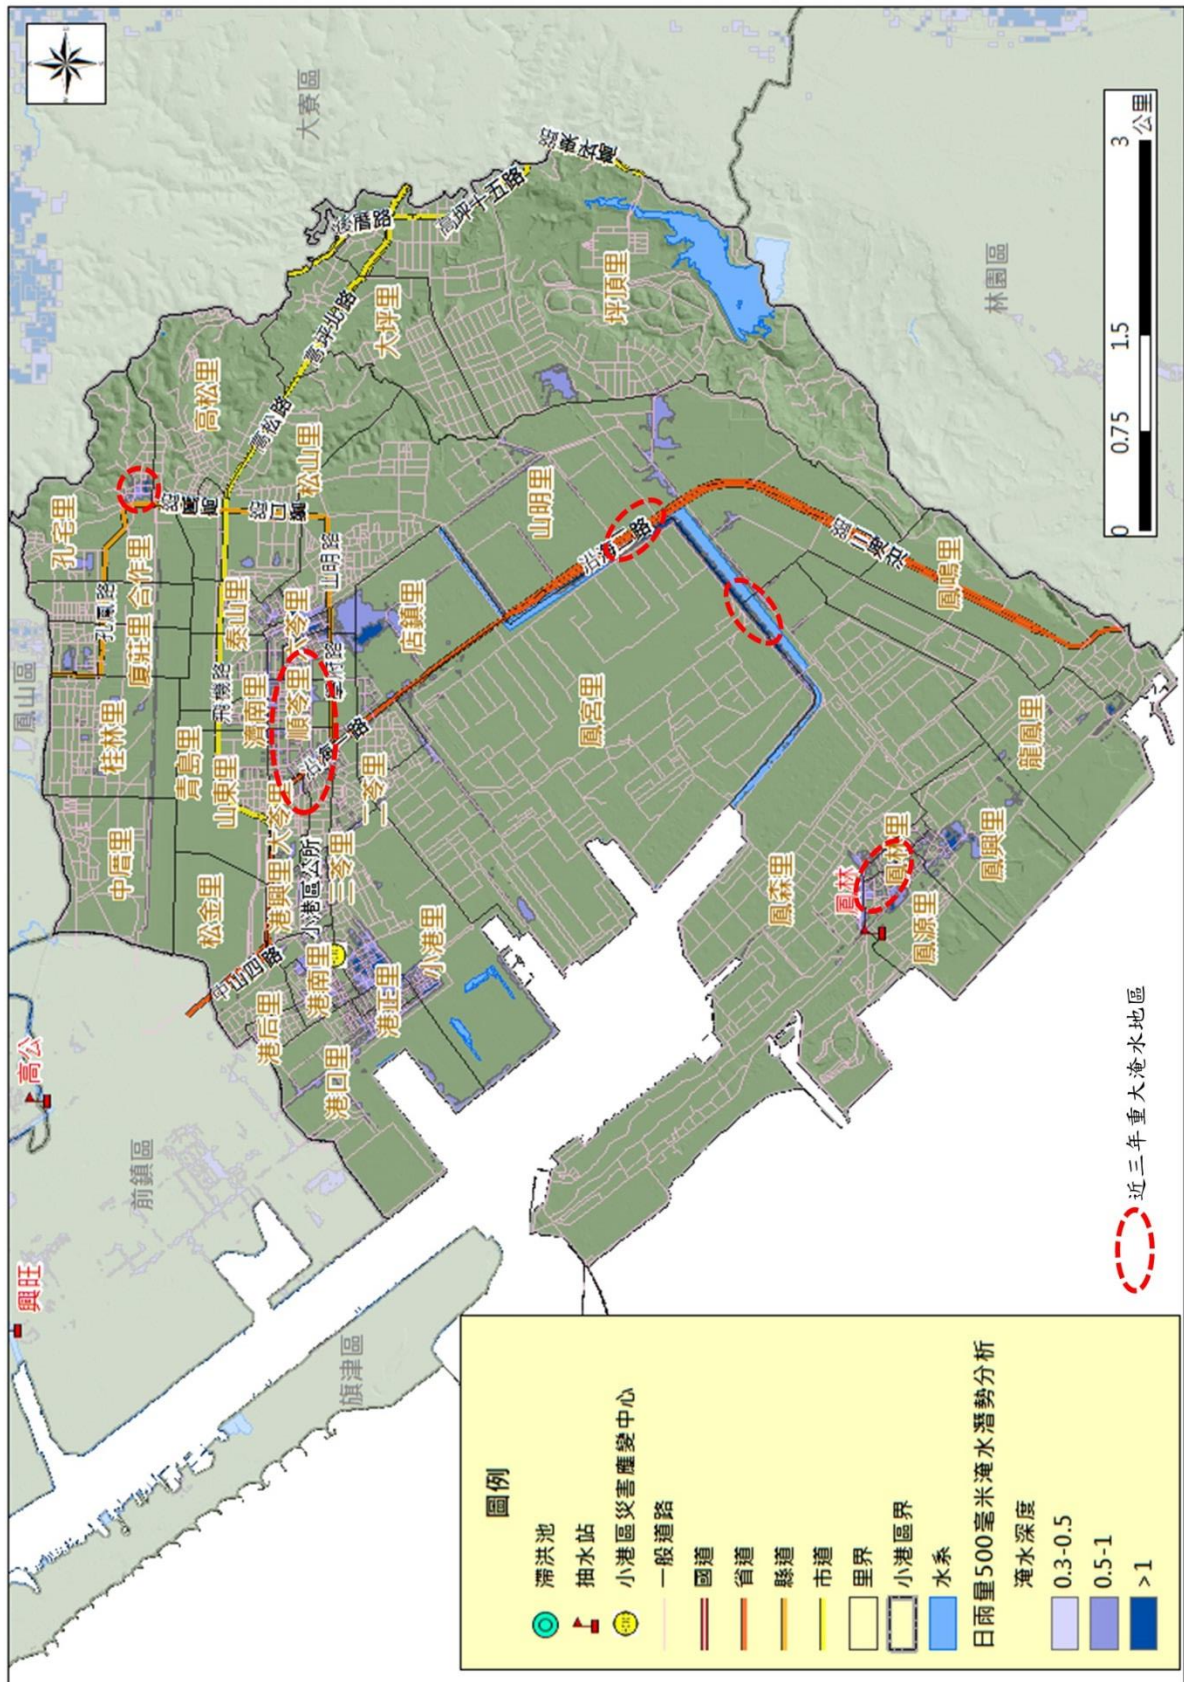 大寮區
鳳山區
林園區
前鎮區
旗津區
孔宅里
高松里
大坪里
坪頂里
松山里
山明里
合作里
廈莊里
桂林里
中厝里
泰山里
青島里
濟南里
山東里
順苓里
六苓里
店鎮里
大苓里
二苓里
三苓里
港興里
松金里
小港區公所
港后里
港南里
港正里
小港里
港口里
鳳宮里
鳳鳴里
龍鳳里
鳳興里
鳳林里
鳳源里
鳳森里
鳳林
高公
興旺
孔鳳路
高松路
高坪北路
高坪十五路
飛機路
山明路
沿海一路
中山四路
0
0.75
1.5
3
公里
近三年重大淹水地區
圖例
滯洪池
抽水站
小港區災害應變中心
一般道路
國道
省道
縣道
市道
里界
小港區界
水系
日雨量500毫米淹水潛勢分析
淹水深度
0.3-0.5
0.5-1
>1